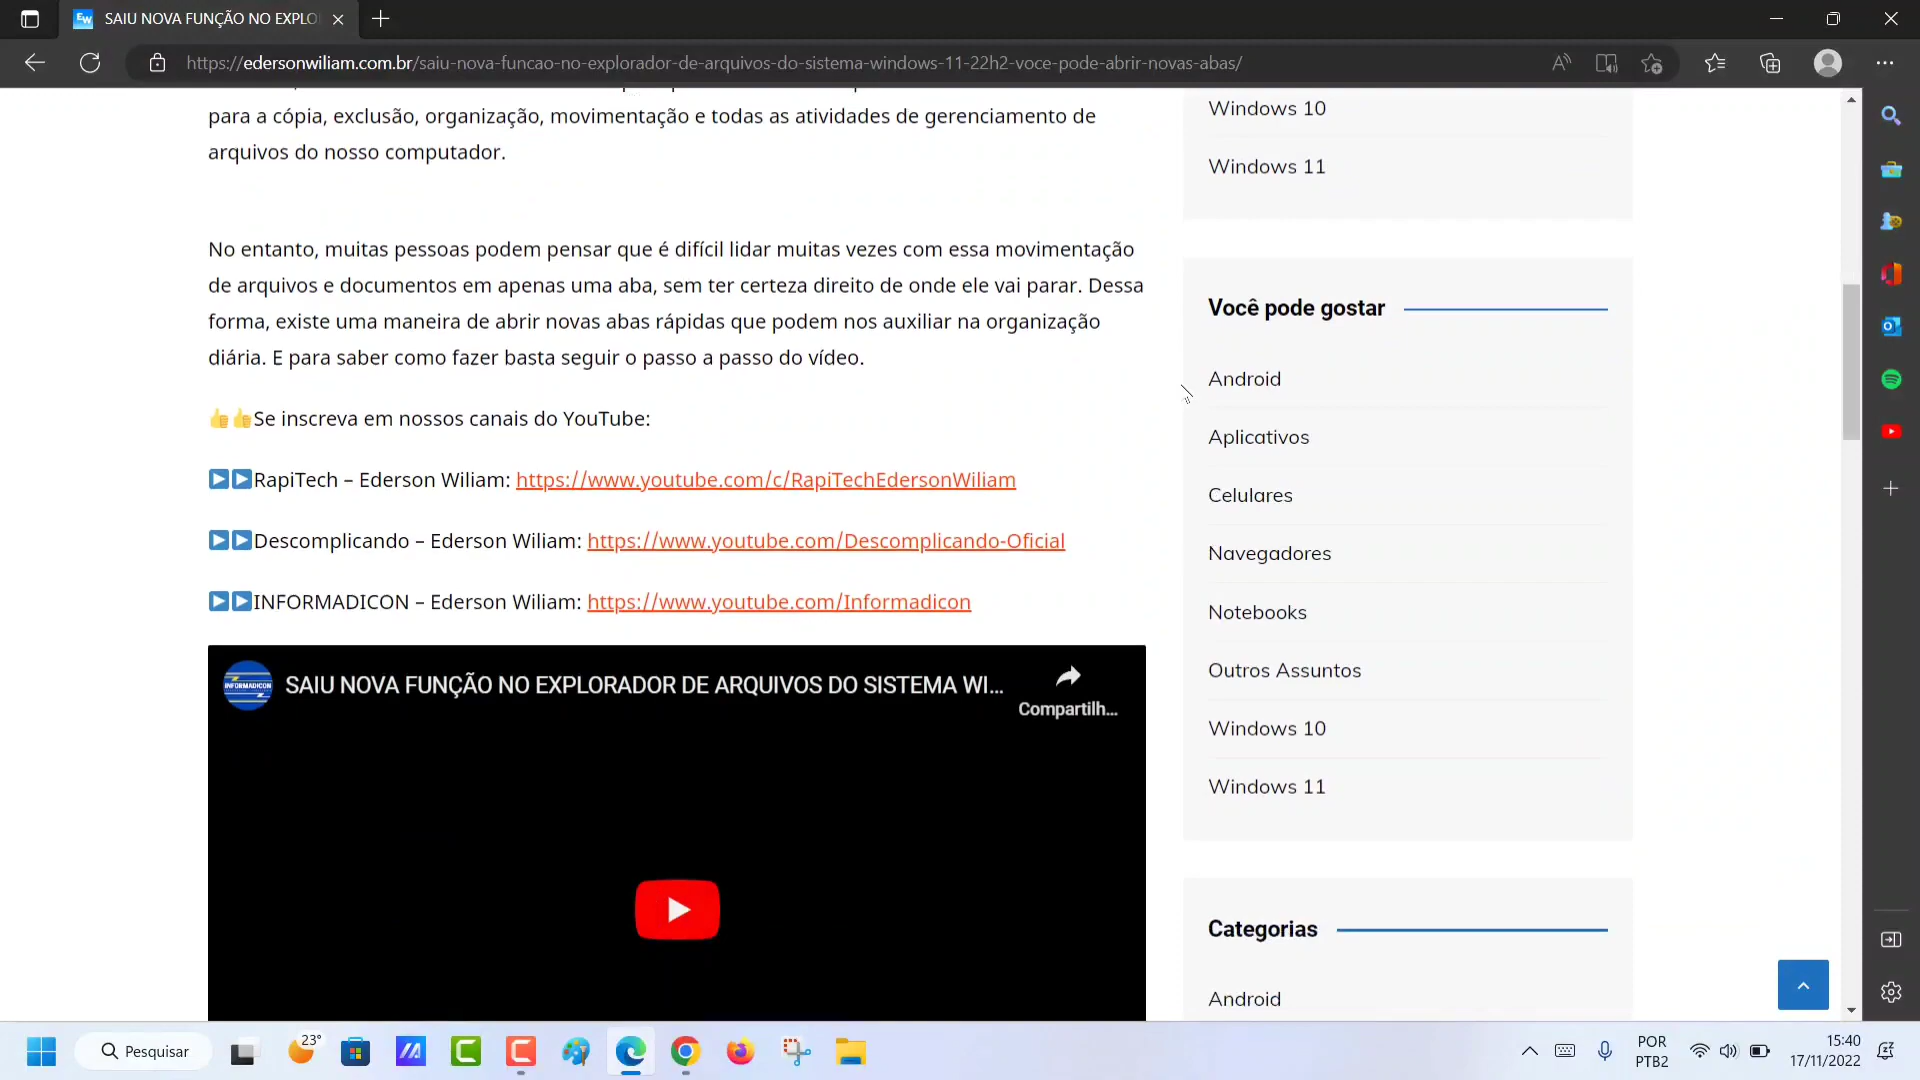 SAIU NOVA FUNÇÃO NO EXPLO
https://edersonwiliam.com.br/saiu-nova-funcao-no-explorador-de-arquivos-do-sistema-windows-11-22h2-voce-pode-abrir-novas-abas/
para a cópia, exclusão, organização, movimentação e todas as atividades de gerenciamento de
arquivos do nosso computador.
No entanto, muitas pessoas podem pensar que é difícil lidar muitas vezes com essa movimentação
de arquivos e documentos em apenas uma aba, sem ter certeza direito de onde ele vai parar. Dessa
forma, existe uma maneira de abrir novas abas rápidas que podem nos auxiliar na organização
diária. E para saber como fazer basta seguir o passo a passo do vídeo.
👍👍Se inscreva em nossos canais do YouTube:
▶▶RapiTech – Ederson Wiliam: https://www.youtube.com/c/RapiTechEdersonWiliam
▶▶Descomplicando – Ederson Wiliam: https://www.youtube.com/Descomplicando-Oficial
▶▶INFORMADICON – Ederson Wiliam: https://www.youtube.com/Informadicon
INFORMADICON
SAIU NOVA FUNÇÃO NO EXPLORADOR DE ARQUIVOS DO SISTEMA WI...
Compartilh...
Windows 10
Windows 11
Você pode gostar
Android
Aplicativos
Celulares
Navegadores
Notebooks
Outros Assuntos
Windows 10
Windows 11
Categorias
Android
Pesquisar
23°
POR
PTB2
15:40
17/11/2022